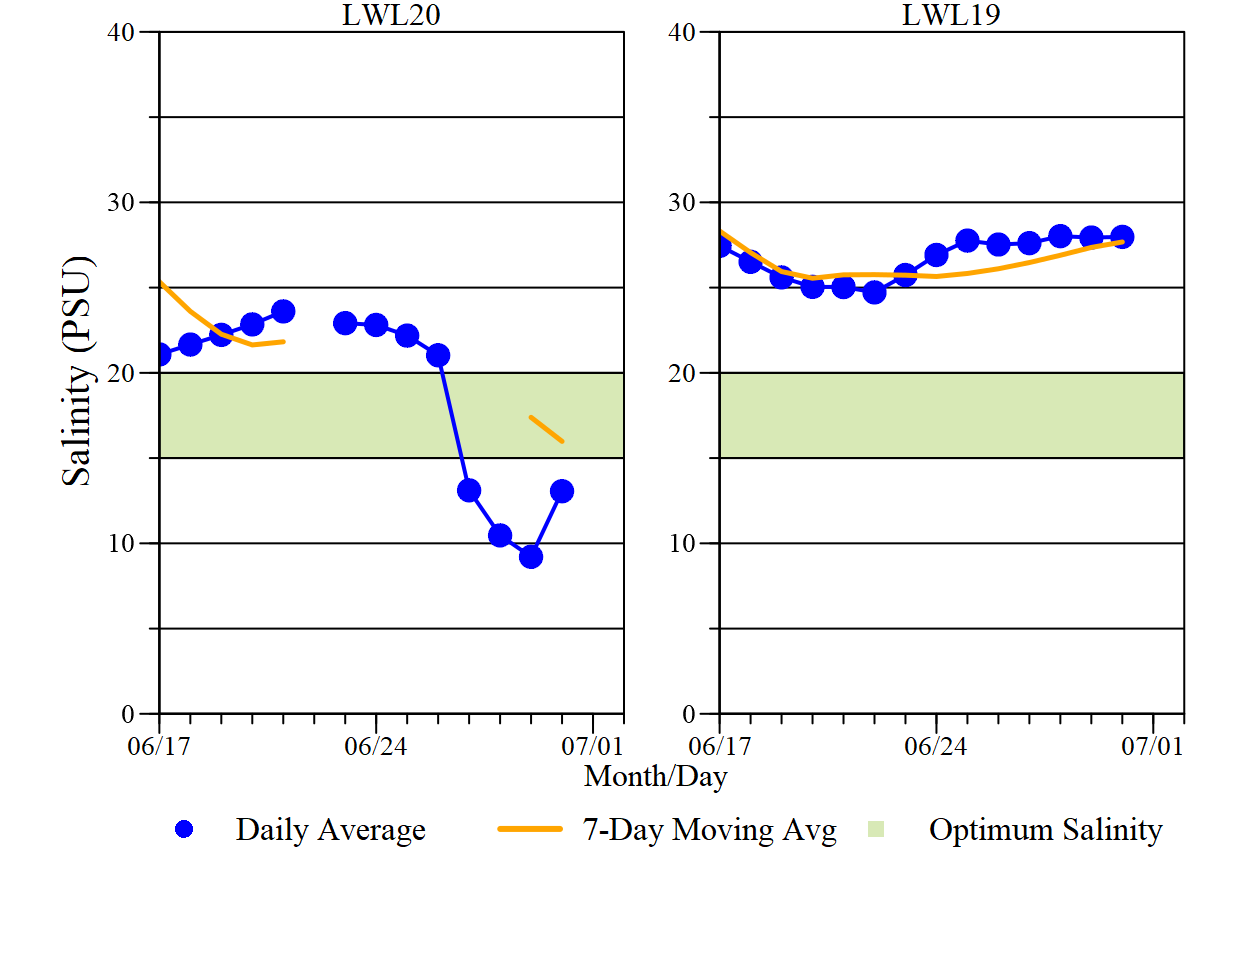 LWL20
LWL19
40
30
20
10
0
40
30
20
10
0
Salinity (PSU)
06/17
06/24
07/01
06/17
06/24
07/01
Month/Day
Daily Average
7-Day Moving Avg
Optimum Salinity